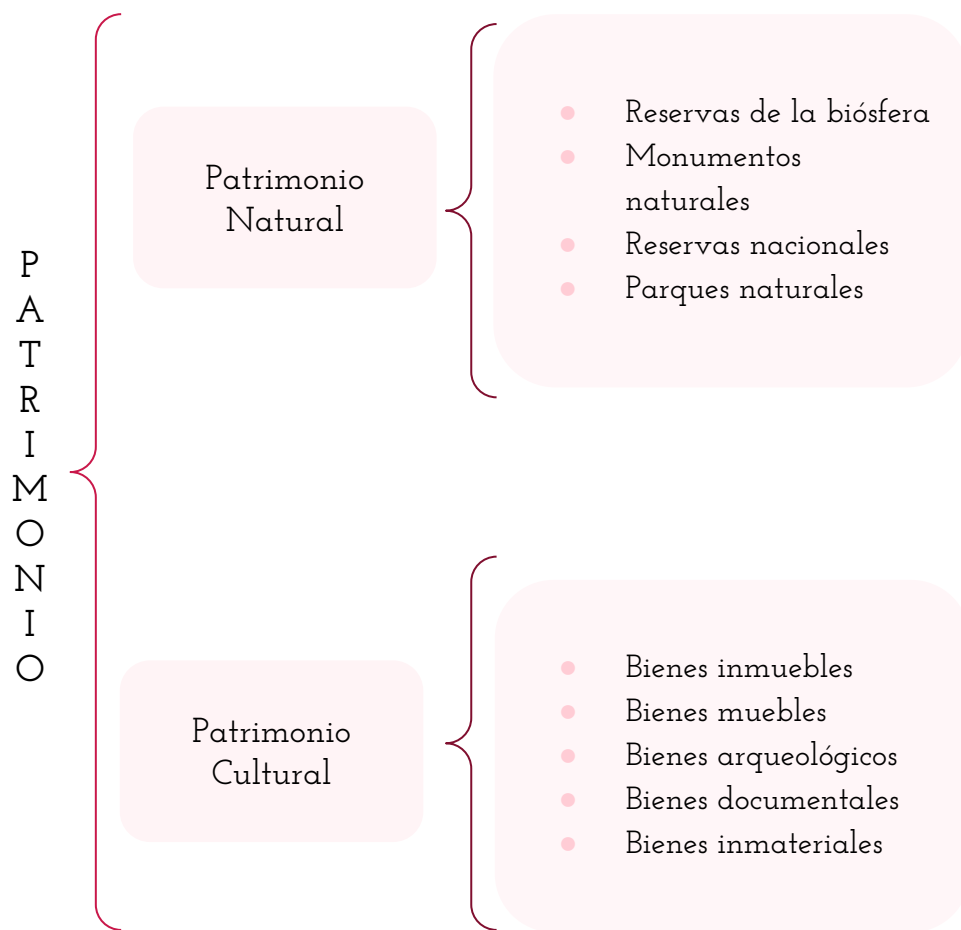 P
A
T
R
I
M
O
N
I
O
Patrimonio
Natural
Reservas de la biósfera
Monumentos
naturales
Reservas nacionales
Parques naturales
Patrimonio
Cultural
Bienes inmuebles
Bienes muebles
Bienes arqueológicos
Bienes documentales
Bienes inmateriales